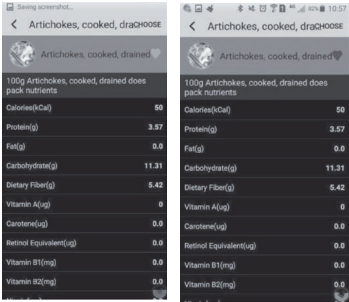 Saving screenshot...
Artichokes, cooked, draCHOOSE
Artichokes, cooked, drained
100g Artichokes, cooked, drained does
pack nutrients
Calories(kCal) 50
Protein(g) 3.57
Fat(g) 0.0
Carbohydrate(g) 11.31
Dietary Fiber(g) 5.42
Vitamin A(ug) 0
Carotene(ug) 0.0
Retinol Equivalent(ug) 0.0
Vitamin B1(mg) 0.0
Vitamin B2(mg) 0.0
82% 10:57
Artichokes, cooked, draCHOOSE
Artichokes, cooked, drained
100g Artichokes, cooked, drained does
pack nutrients
Calories(kCal) 50
Protein(g) 3.57
Fat(g) 0.0
Carbohydrate(g) 11.31
Dietary Fiber(g) 5.42
Vitamin A(ug) 0
Carotene(ug) 0.0
Retinol Equivalent(ug) 0.0
Vitamin B1(mg) 0.0
Vitamin B2(mg) 0.0